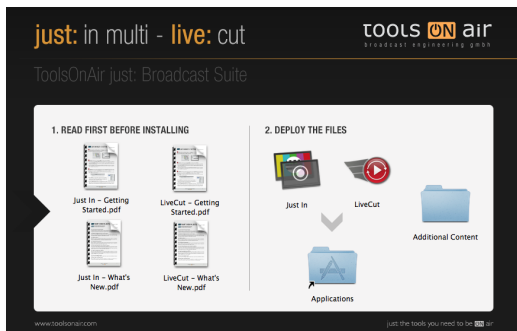 just: in multi - live: cut
TOOLS ON air
broadcast engineering gmbh
ToolsOnAir just: Broadcast Suite
1. READ FIRST BEFORE INSTALLING
Just In - Getting
Started.pdf
LiveCut - Getting
Started.pdf
Just In - What's
New.pdf
LiveCut - What's
New.pdf
2. DEPLOY THE FILES
Just In
LiveCut
Additional Content
Applications
www.toolsonair.com
just the tools you need to be ON air